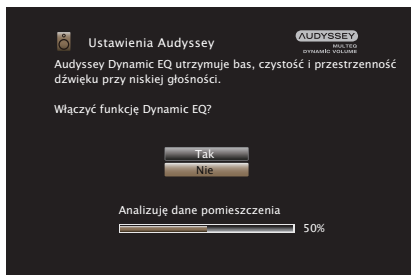 Ustawienia Audyssey
AUDYSSEY
MULTEQ
DYNAMIC VOLUME
Audyssey Dynamic EQ utrzymuje bas, czystość i przestrzenność
dźwięku przy niskiej głośności.
Włączyć funkcję Dynamic EQ?
Tak
Nie
Analizuję dane pomieszczenia
50%